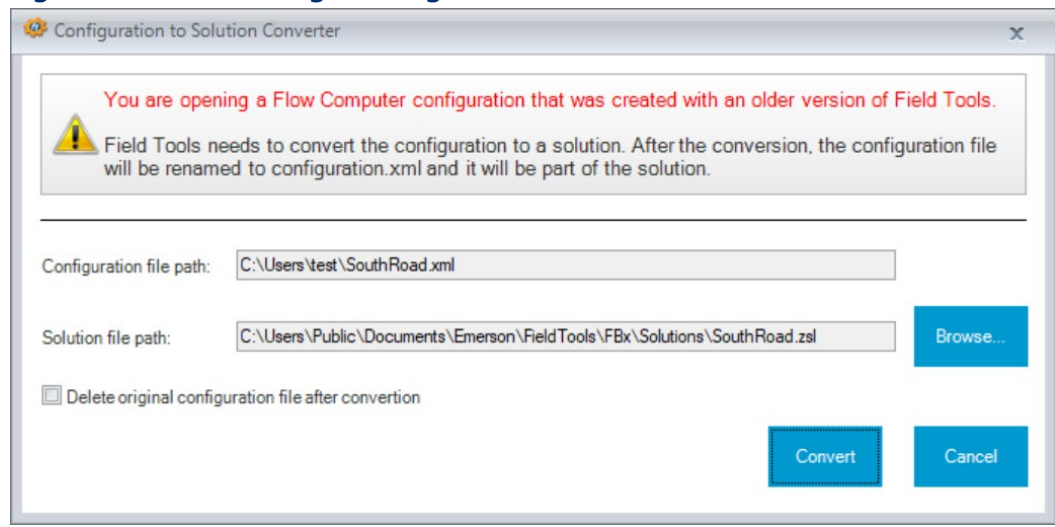 Configuration to Solution Converter
x
You are opening a Flow Computer configuration that was created with an older version of Field Tools.
Field Tools needs to convert the configuration to a solution. After the conversion, the configuration file
will be renamed to configuration.xml and it will be part of the solution.
Configuration file path: C:\Users\test\SouthRoad.xml
Solution file path: C:\Users\Public\Documents\Emerson\FieldTools\FBx\Solutions\SouthRoad.zsl Browse...
Delete original configuration file after convertion
Convert Cancel